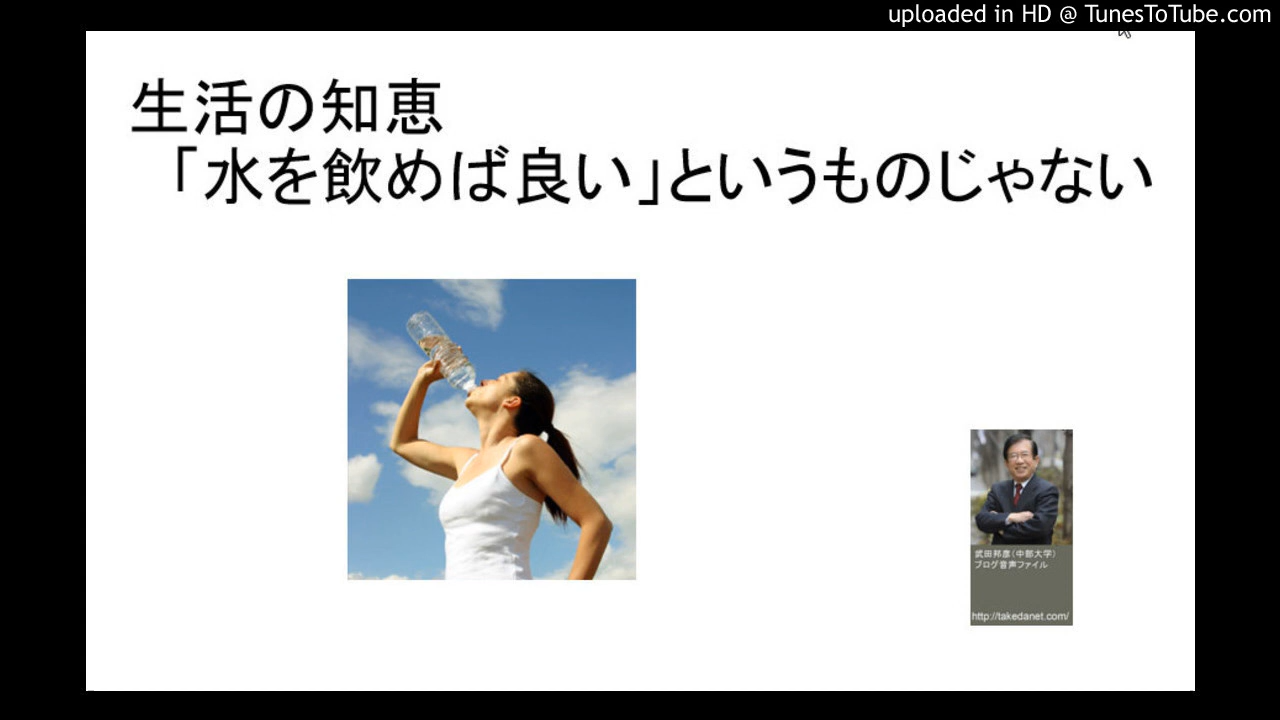 uploaded in HD @ TunesToTube.com
生活の知恵
「水を飲めば良い」というものじゃない
武田邦彦(中部大学)
ブログ音声ファイル
http://takedanet.com/